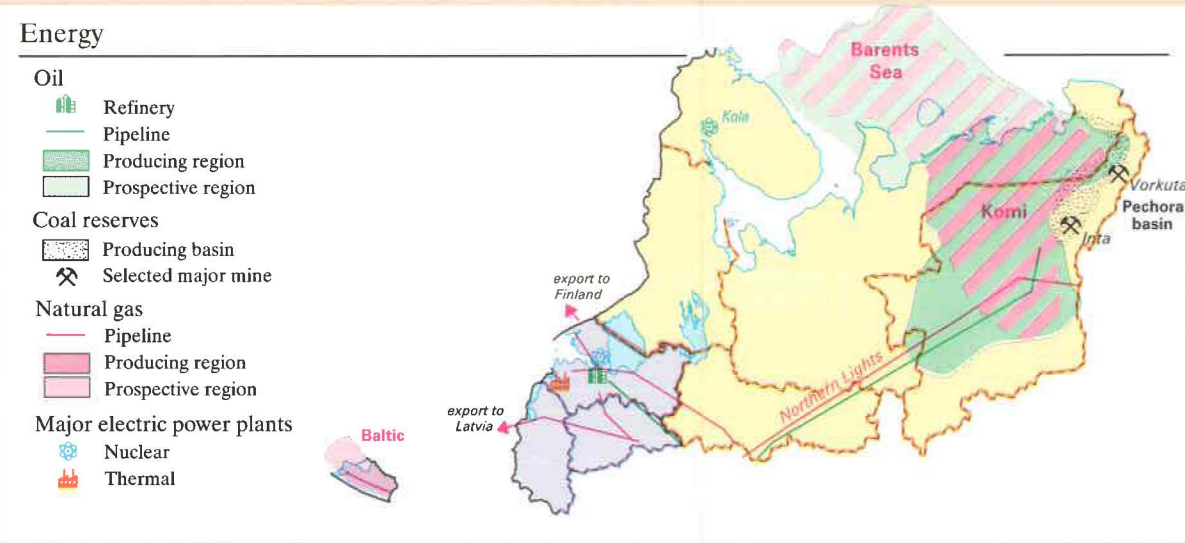 Energy
Oil
Refinery
Pipeline
Producing region
Prospective region
Coal reserves
Producing basin
Selected major mine
Natural gas
Pipeline
Producing region
Prospective region
Major electric power plants
Nuclear
Thermal
Baltic
export to
Latvia
export to
Finland
Kola
Barents
Sea
Komi
Vorkuta
Pechora
basin
Inta
Northern Lights